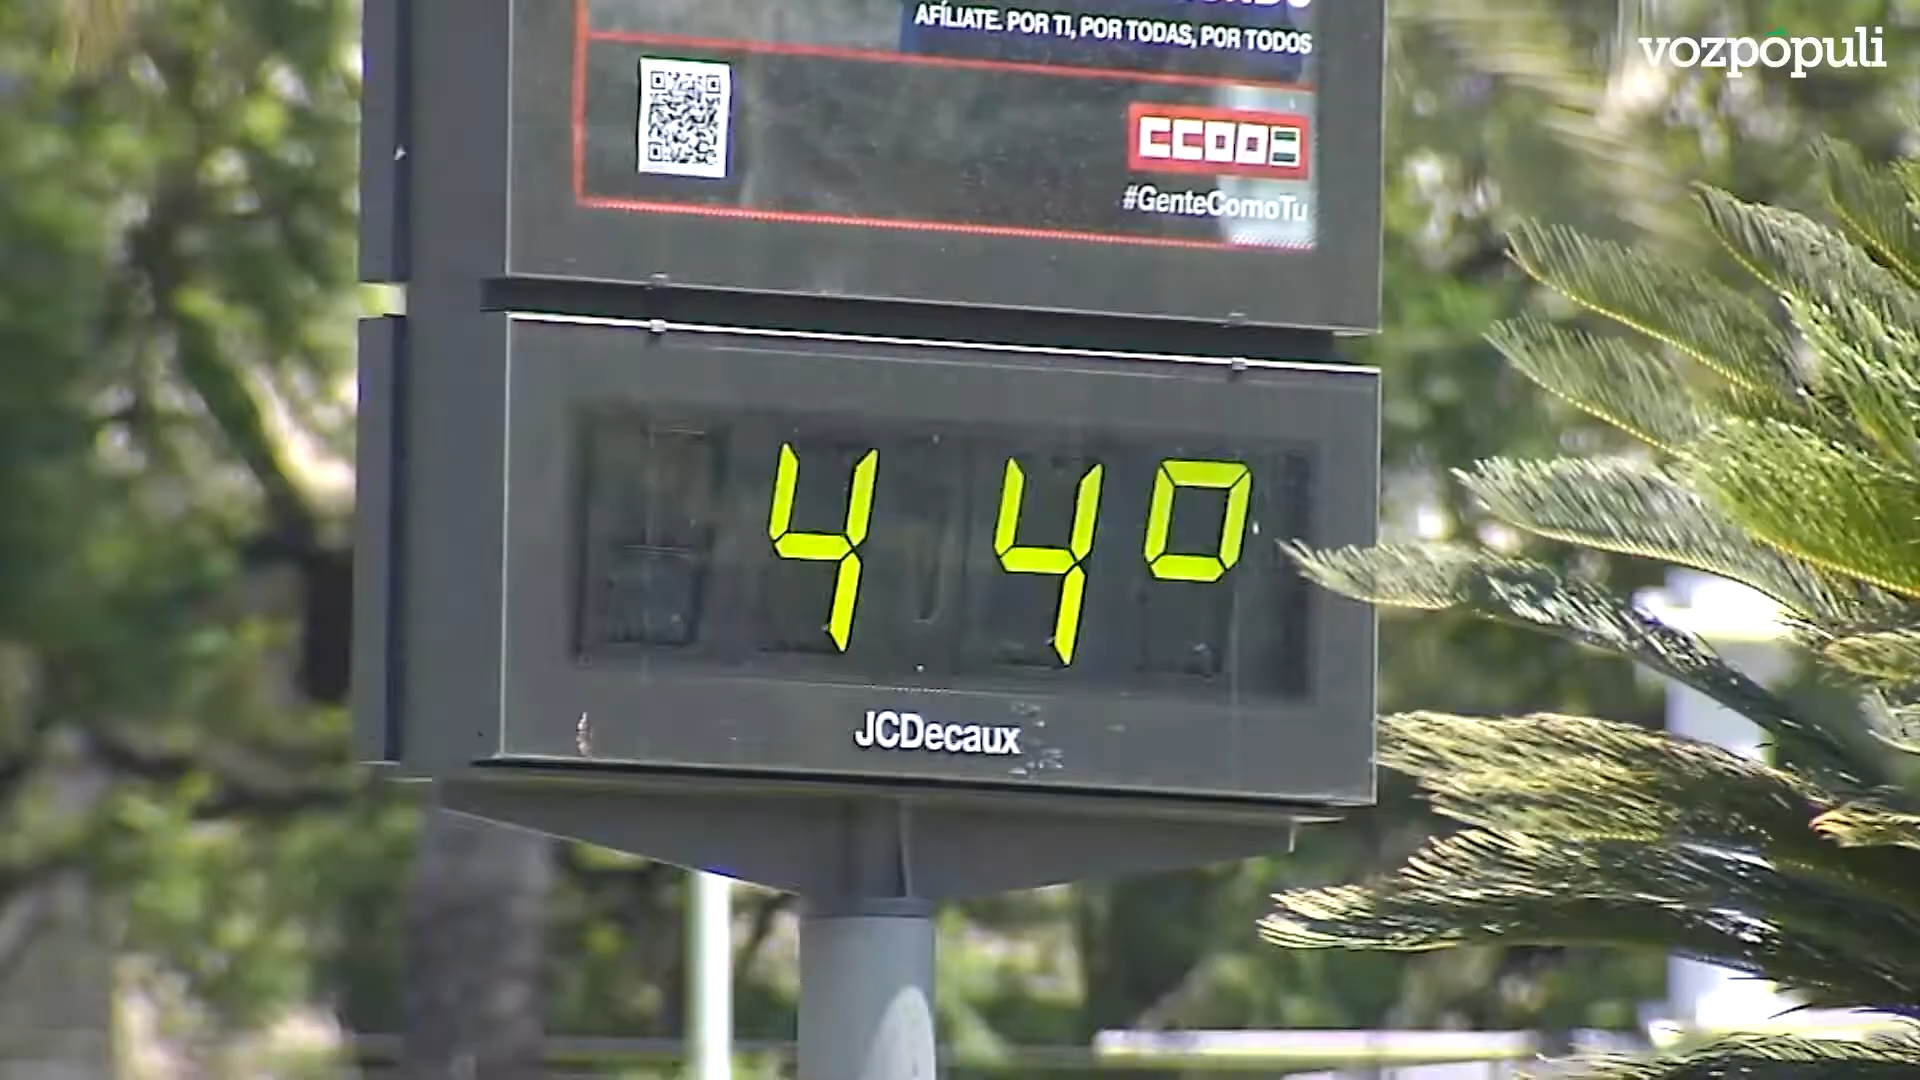 AFÍLIATE. POR TI, POR TODAS, POR TODOS
vozpópuli
CCOO
#GenteComoTu
44º
JCDecaux